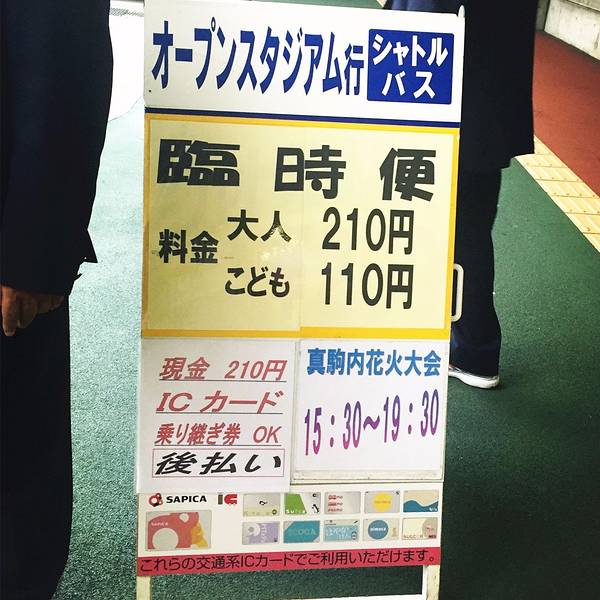 オープンスタジアム行 シャトルバス
臨時便
料金 大人 210円
こども 110円
現金 210円
ICカード
乗り継ぎ券 OK
後払い
真駒内花火大会
15:30〜19:30
SAPICA IC
これらの交通系ICカードでご利用いただけます。